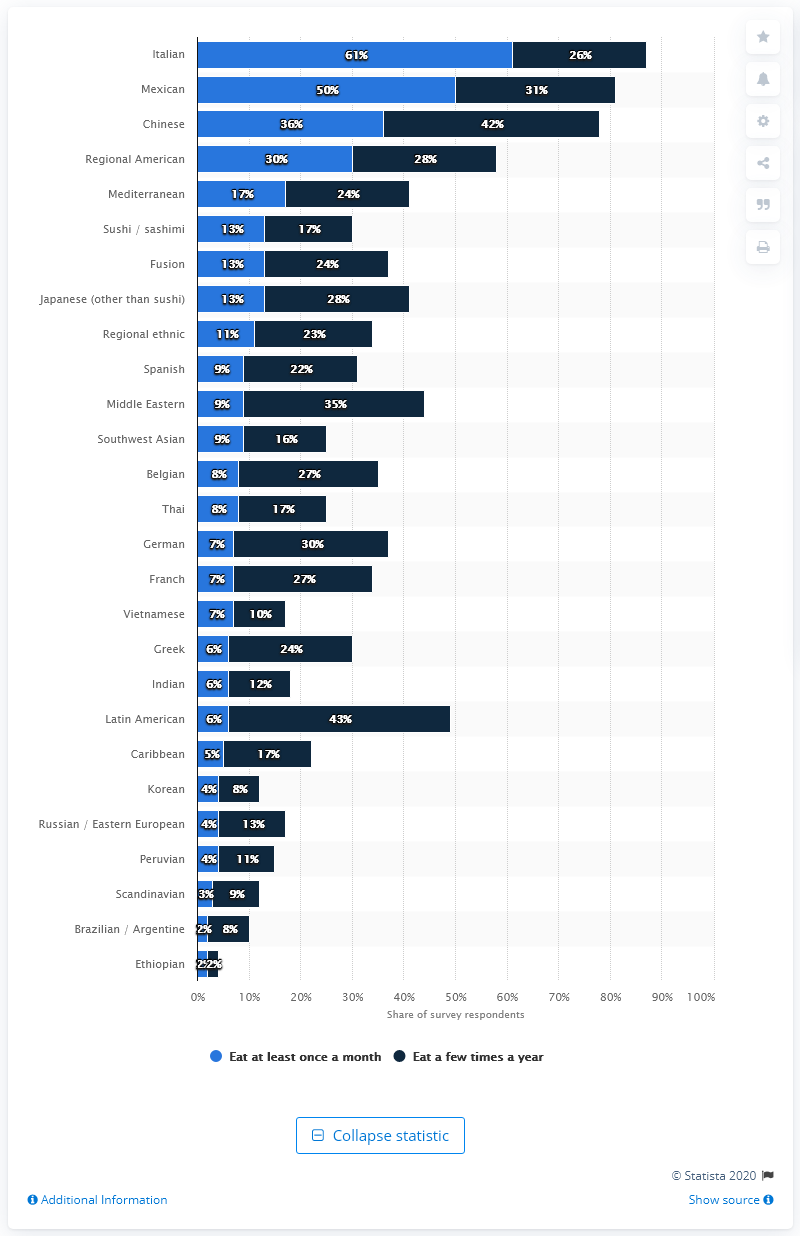 Italian 61% 26%
Mexican 50% 31%
Chinese 36% 42%
Regional American 30% 28%
Mediterranean 17% 24%
Sushi / sashimi 13% 17%
Fusion 13% 24%
Japanese (other than sushi) 13% 28%
Regional ethnic 11% 23%
Spanish 9% 22%
Middle Eastern 9% 35%
Southwest Asian 9% 16%
Belgian 8% 27%
Thai 8% 17%
German 7% 30%
Franch 7% 27%
Vietnamese 7% 10%
Greek 6% 24%
Indian 6% 12%
Latin American 6% 43%
Caribbean 5% 17%
Korean 4% 8%
Russian / Eastern European 4% 13%
Peruvian 4% 11%
Scandinavian 3% 9%
Brazilian / Argentine 2% 8%
Ethiopian 2% 2%
0% 10% 20% 30% 40% 50% 60% 70% 80% 90% 100%
Share of survey respondents
Eat at least once a month Eat a few times a year
Collapse statistic
© Statista 2020
Additional Information Show source